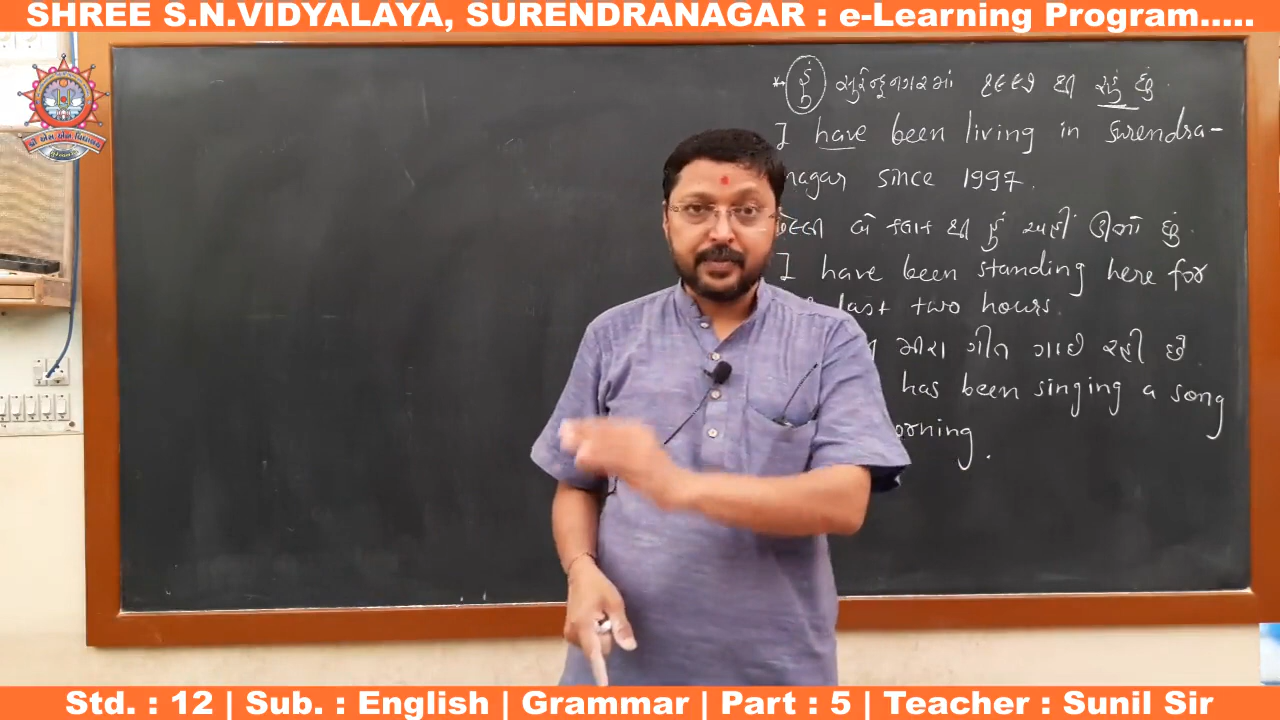 SHREE S.N.VIDYALAYA, SURENDRANAGAR : e-Learning Program.....
* હું સુરેન્દ્રનગરમાં ૧૯૯૭ થી રહું છું.
I have been living in Surendra-
nagar since 1997.
છેલ્લા બે કલાક થી હું અહીં ઊભો છું.
I have been standing here for
last two hours.
ગીત ગાઈ રહી છે
has been singing a song
orning.
Std. : 12 | Sub. : English | Grammar | Part : 5 | Teacher : Sunil Sir